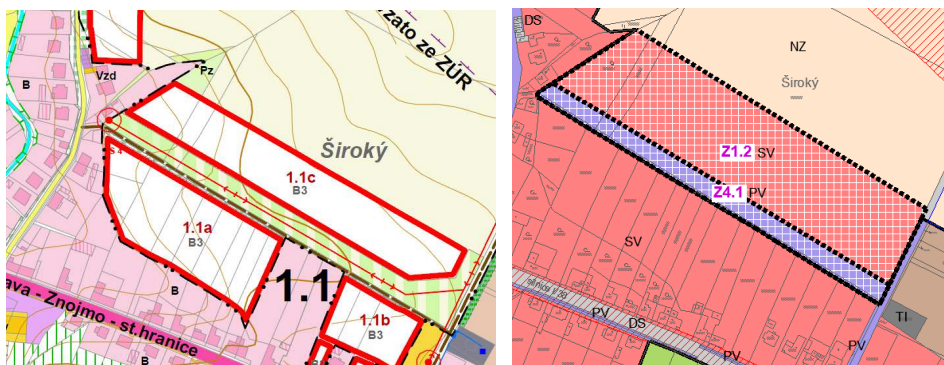 zato ze ZÚR
Vzd
Pz
B
Široký
S 4
1.1c
B3
1.1a
B3
1.1
B
1.1b
B3
ava - Znojmo - st.hranice
B
DS
NZ
Široký
Z1.2 SV
Z4.1 PV
SV
PV
DS
PV
PV
TI